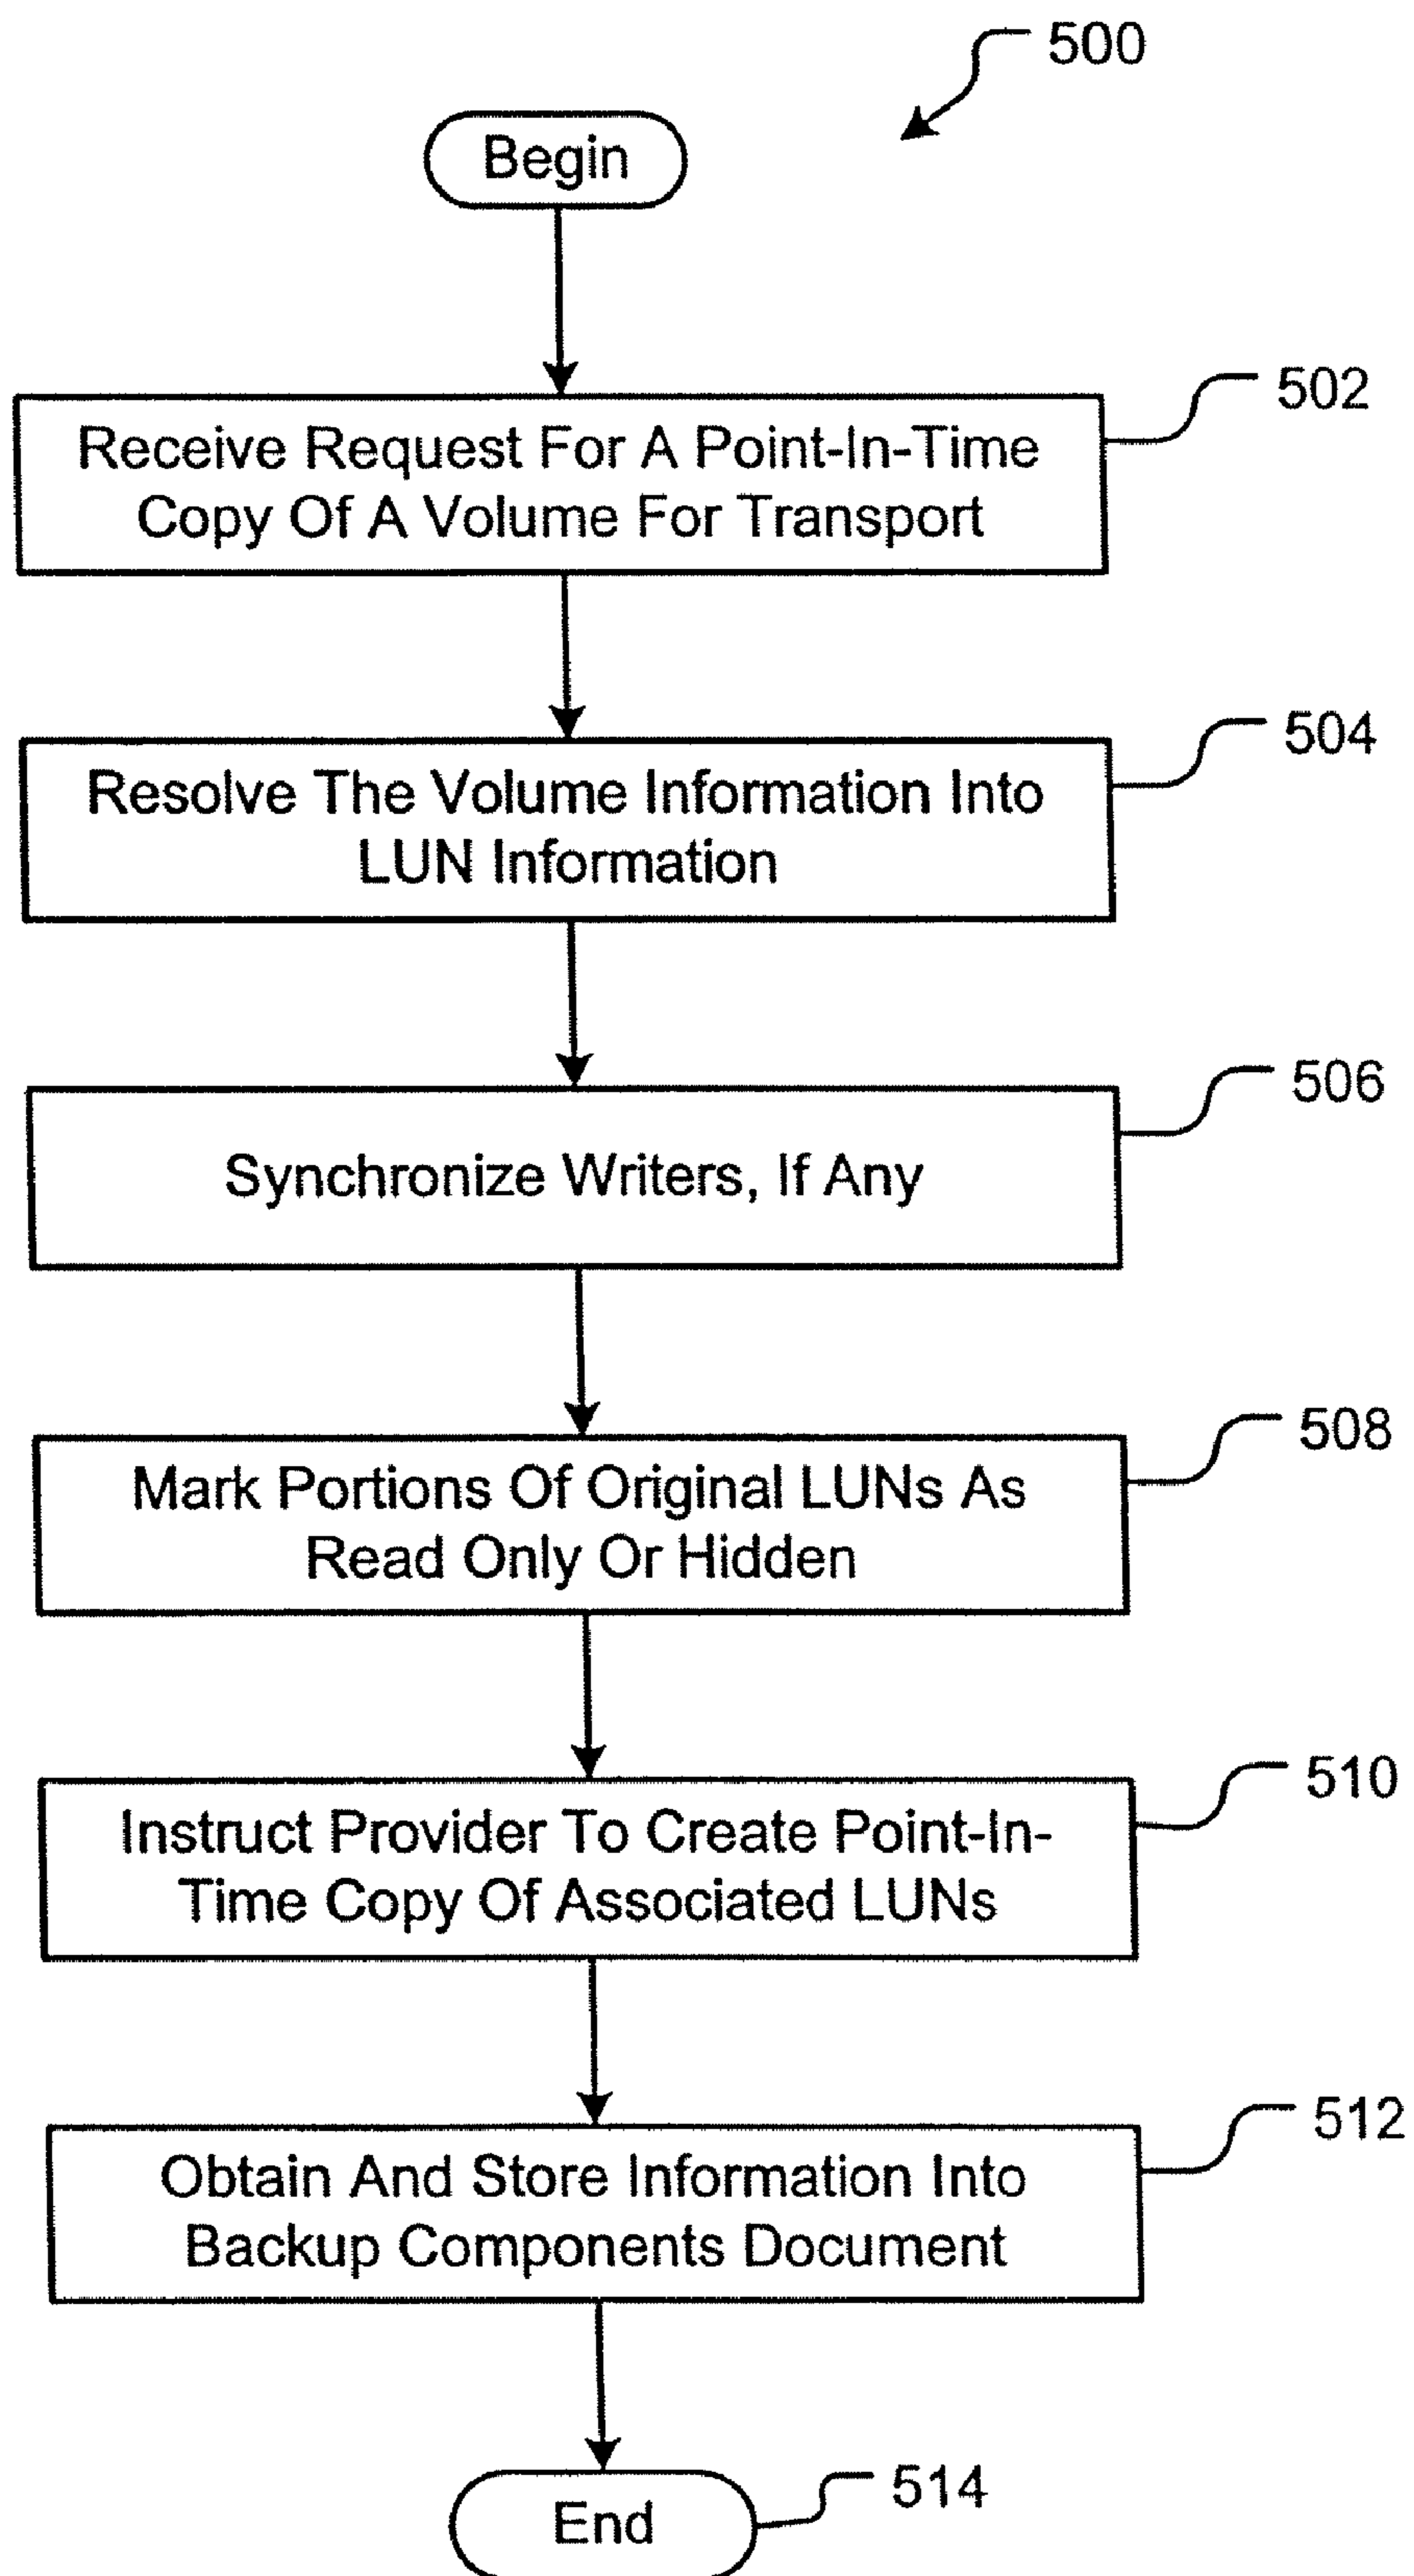 500
Begin
502
Receive Request For A Point-In-Time
Copy Of A Volume For Transport
504
Resolve The Volume Information Into
LUN Information
506
Synchronize Writers, If Any
508
Mark Portions Of Original LUNs As
Read Only Or Hidden
510
Instruct Provider To Create Point-In-
Time Copy Of Associated LUNs
512
Obtain And Store Information Into
Backup Components Document
514
End